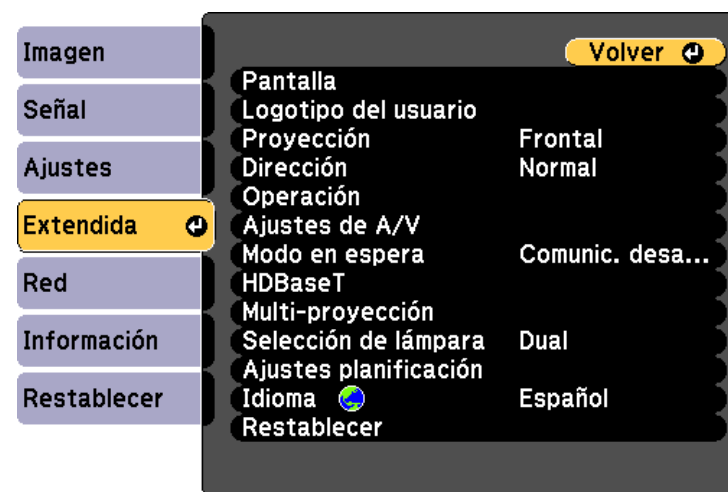 Imagen
Señal
Ajustes
Extendida
Red
Información
Restablecer
Volver
Pantalla
Logotipo del usuario
Proyección Frontal
Dirección Normal
Operación
Ajustes de A/V
Modo en espera Comunic. desa...
HDBaseT
Multi-proyección
Selección de lámpara Dual
Ajustes planificación
Idioma Español
Restablecer